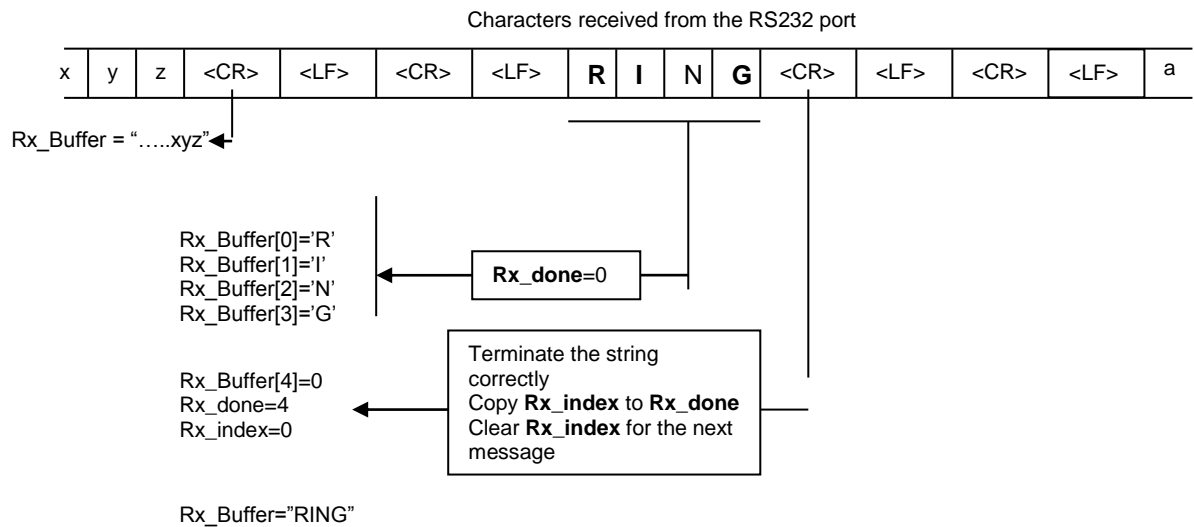 Characters received from the RS232 port
x y z <CR> <LF> <CR> <LF> R I N G <CR> <LF> <CR> <LF> a
Rx_Buffer = “…..xyz”
Rx_Buffer[0]=’R’
Rx_Buffer[1]=’I’
Rx_Buffer[2]=’N’
Rx_Buffer[3]=’G’
Rx_done=0
Rx_Buffer[4]=0
Rx_done=4
Rx_index=0
Terminate the string
correctly
Copy Rx_index to Rx_done
Clear Rx_index for the next
message
Rx_Buffer=”RING”